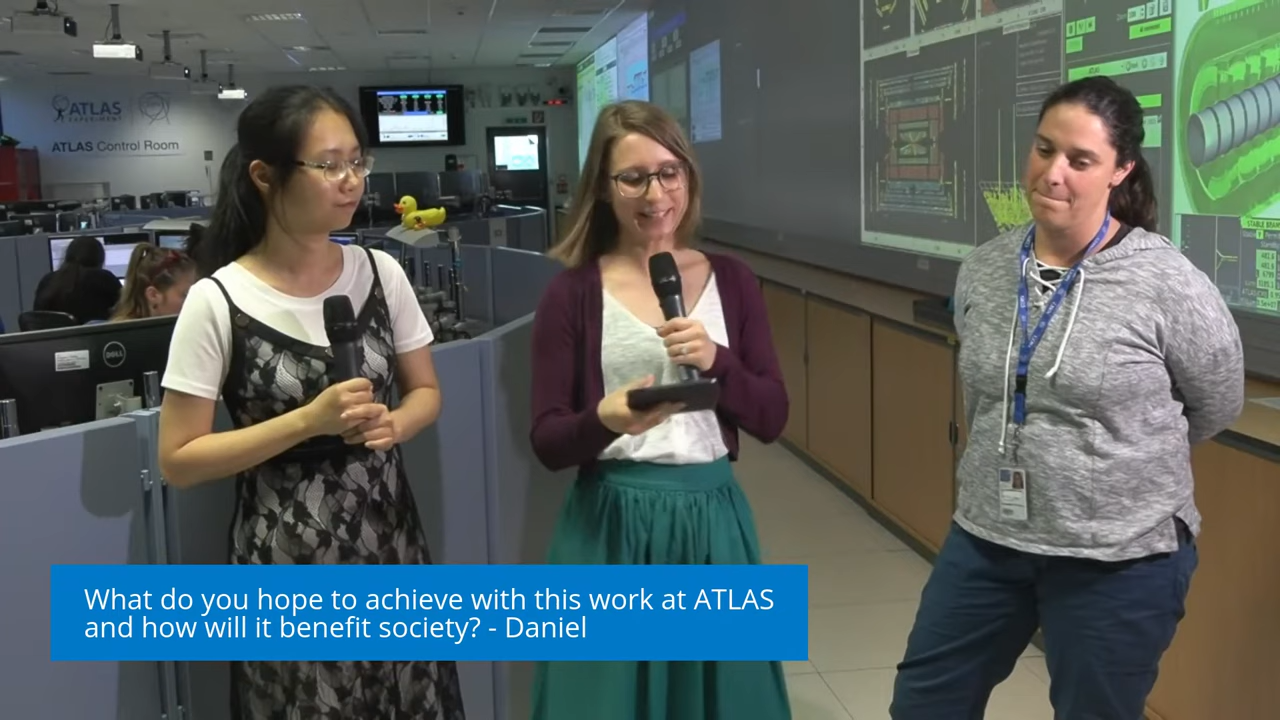 ATLAS
EXPERIMENT
ATLAS Control Room
DELL
STABLE BEAMS
What do you hope to achieve with this work at ATLAS
and how will it benefit society? - Daniel